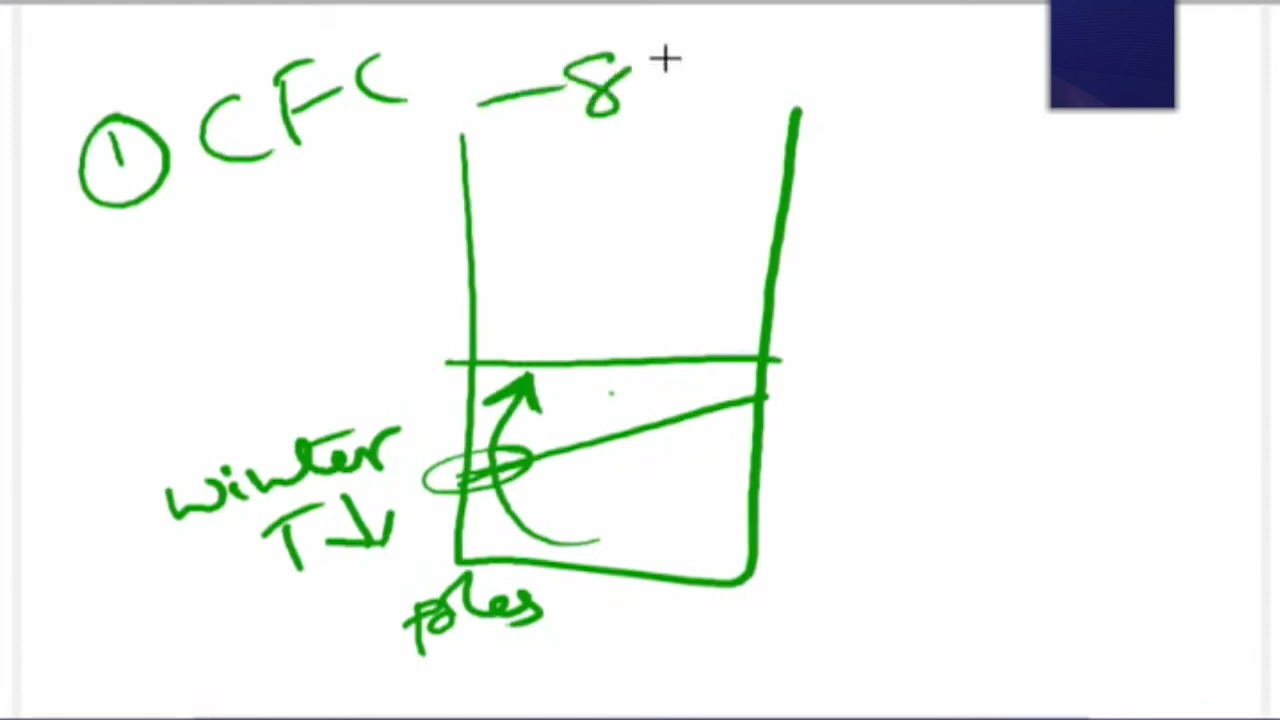 ① CFC - 8
winter
T↓
poles